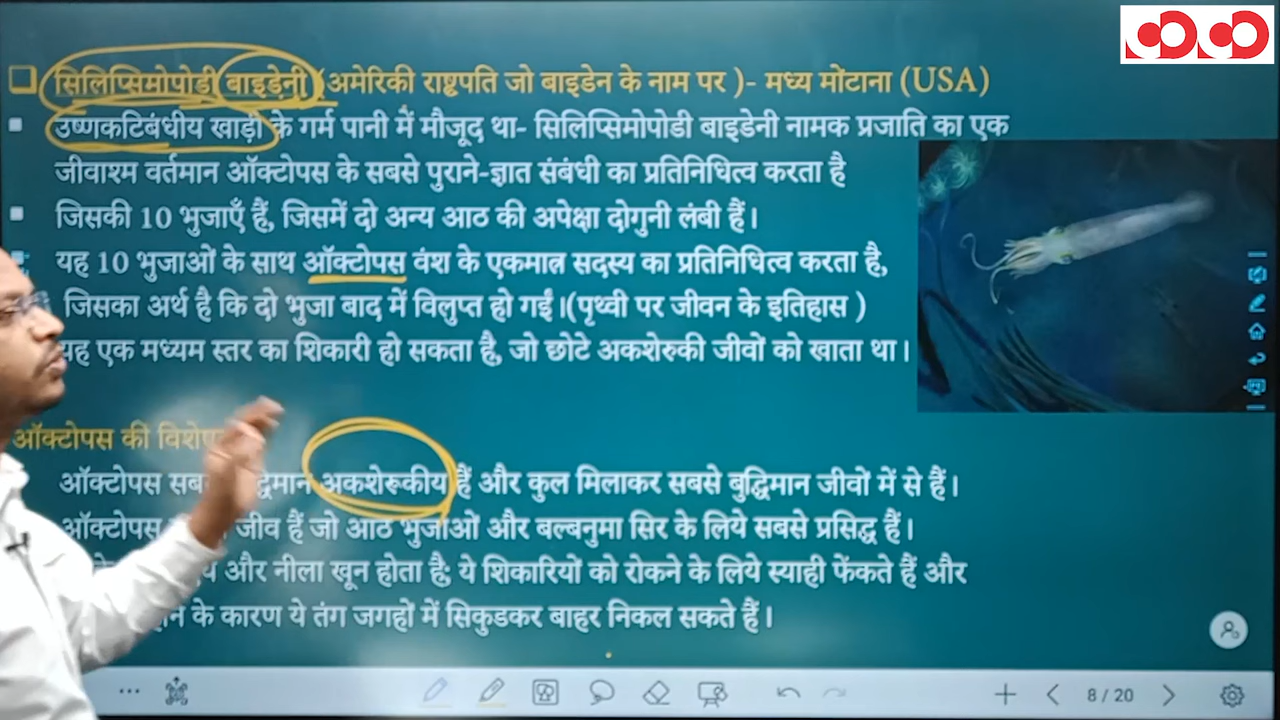 सिलिप्सिमोपोडी बाइडेनी (अमेरिकी राष्ट्रपति जो बाइडेन के नाम पर )- मध्य मोंटाना (USA)
उष्णकटिबंधीय खाड़ी के गर्म पानी में मौजूद था- सिलिप्सिमोपोडी बाइडेनी नामक प्रजाति का एक
जीवाश्म वर्तमान ऑक्टोपस के सबसे पुराने-ज्ञात संबंधी का प्रतिनिधित्व करता है
जिसकी 10 भुजाएँ हैं, जिसमें दो अन्य आठ की अपेक्षा दोगुनी लंबी हैं।
यह 10 भुजाओं के साथ ऑक्टोपस वंश के एकमात्र सदस्य का प्रतिनिधित्व करता है,
जिसका अर्थ है कि दो भुजा बाद में विलुप्त हो गईं।(पृथ्वी पर जीवन के इतिहास )
यह एक मध्यम स्तर का शिकारी हो सकता है, जो छोटे अकशेरुकी जीवों को खाता था।
ऑक्टोपस की
ऑक्टोपस अकशेरूकीय हैं और कुल मिलाकर सबसे बुद्धिमान जीवों में से हैं।
ऑक्टोपस जीव हैं जो आठ भुजाओं और बल्बनुमा सिर के लिये सबसे प्रसिद्ध हैं।
और नीला खून होता है; ये शिकारियों को रोकने के लिये स्याही फेंकते हैं और
के कारण ये तंग जगहों में सिकुडकर बाहर निकल सकते हैं।
8 / 20